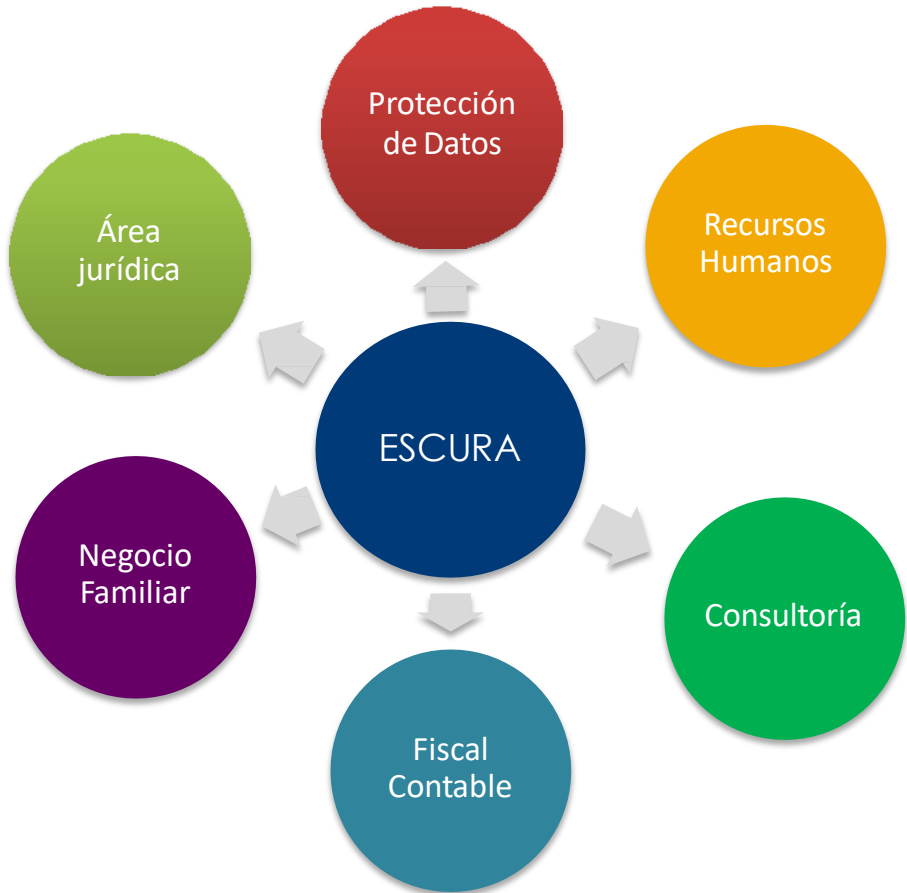 Protección
de Datos
Recursos
Humanos
Área
jurídica
ESCURA
Negocio
Familiar
Consultoría
Fiscal
Contable